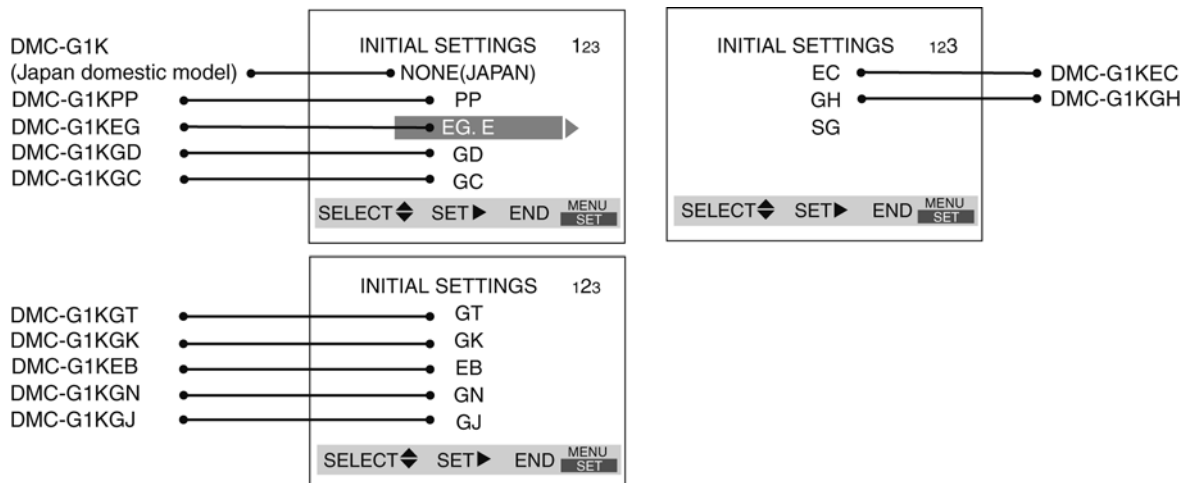 DMC-G1K
(Japan domestic model)
DMC-G1KPP
DMC-G1KEG
DMC-G1KGD
DMC-G1KGC
INITIAL SETTINGS 123
NONE(JAPAN)
PP
EG. E
GD
GC
SELECT SET END MENU
SET
INITIAL SETTINGS 123
EC
GH
SG
SELECT SET END MENU
SET
DMC-G1KEC
DMC-G1KGH
DMC-G1KGT
DMC-G1KGK
DMC-G1KEB
DMC-G1KGN
DMC-G1KGJ
INITIAL SETTINGS 123
GT
GK
EB
GN
GJ
SELECT SET END MENU
SET